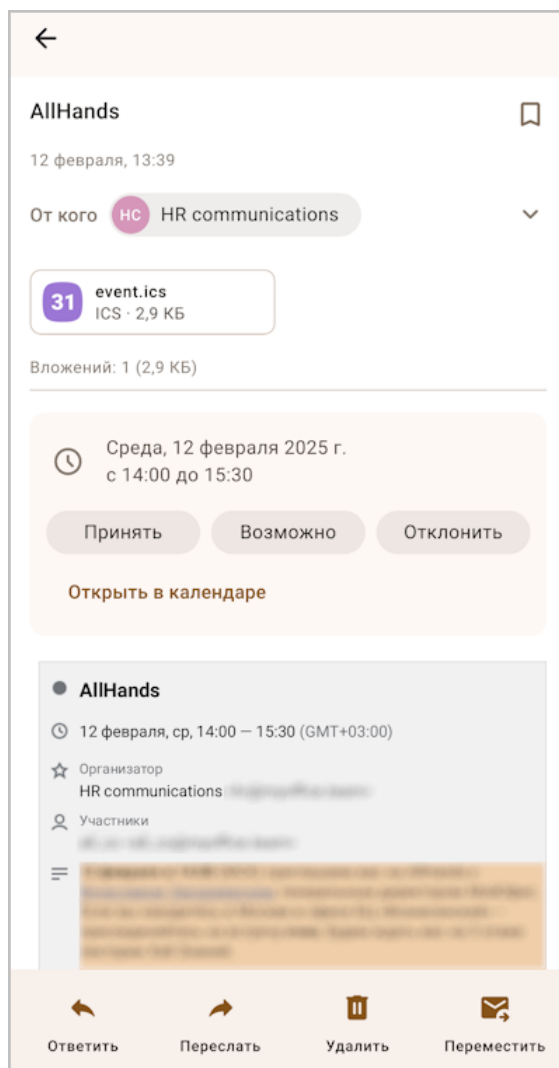 AllHands
12 февраля, 13:39
От кого HC HR communications
31 event.ics
ICS · 2,9 КБ
Вложений: 1 (2,9 КБ)
Среда, 12 февраля 2025 г.
с 14:00 до 15:30
Принять Возможно Отклонить
Открыть в календаре
AllHands
12 февраля, ср, 14:00 — 15:30 (GMT+03:00)
Организатор
HR communications
Участники
Ответить Переслать Удалить Переместить